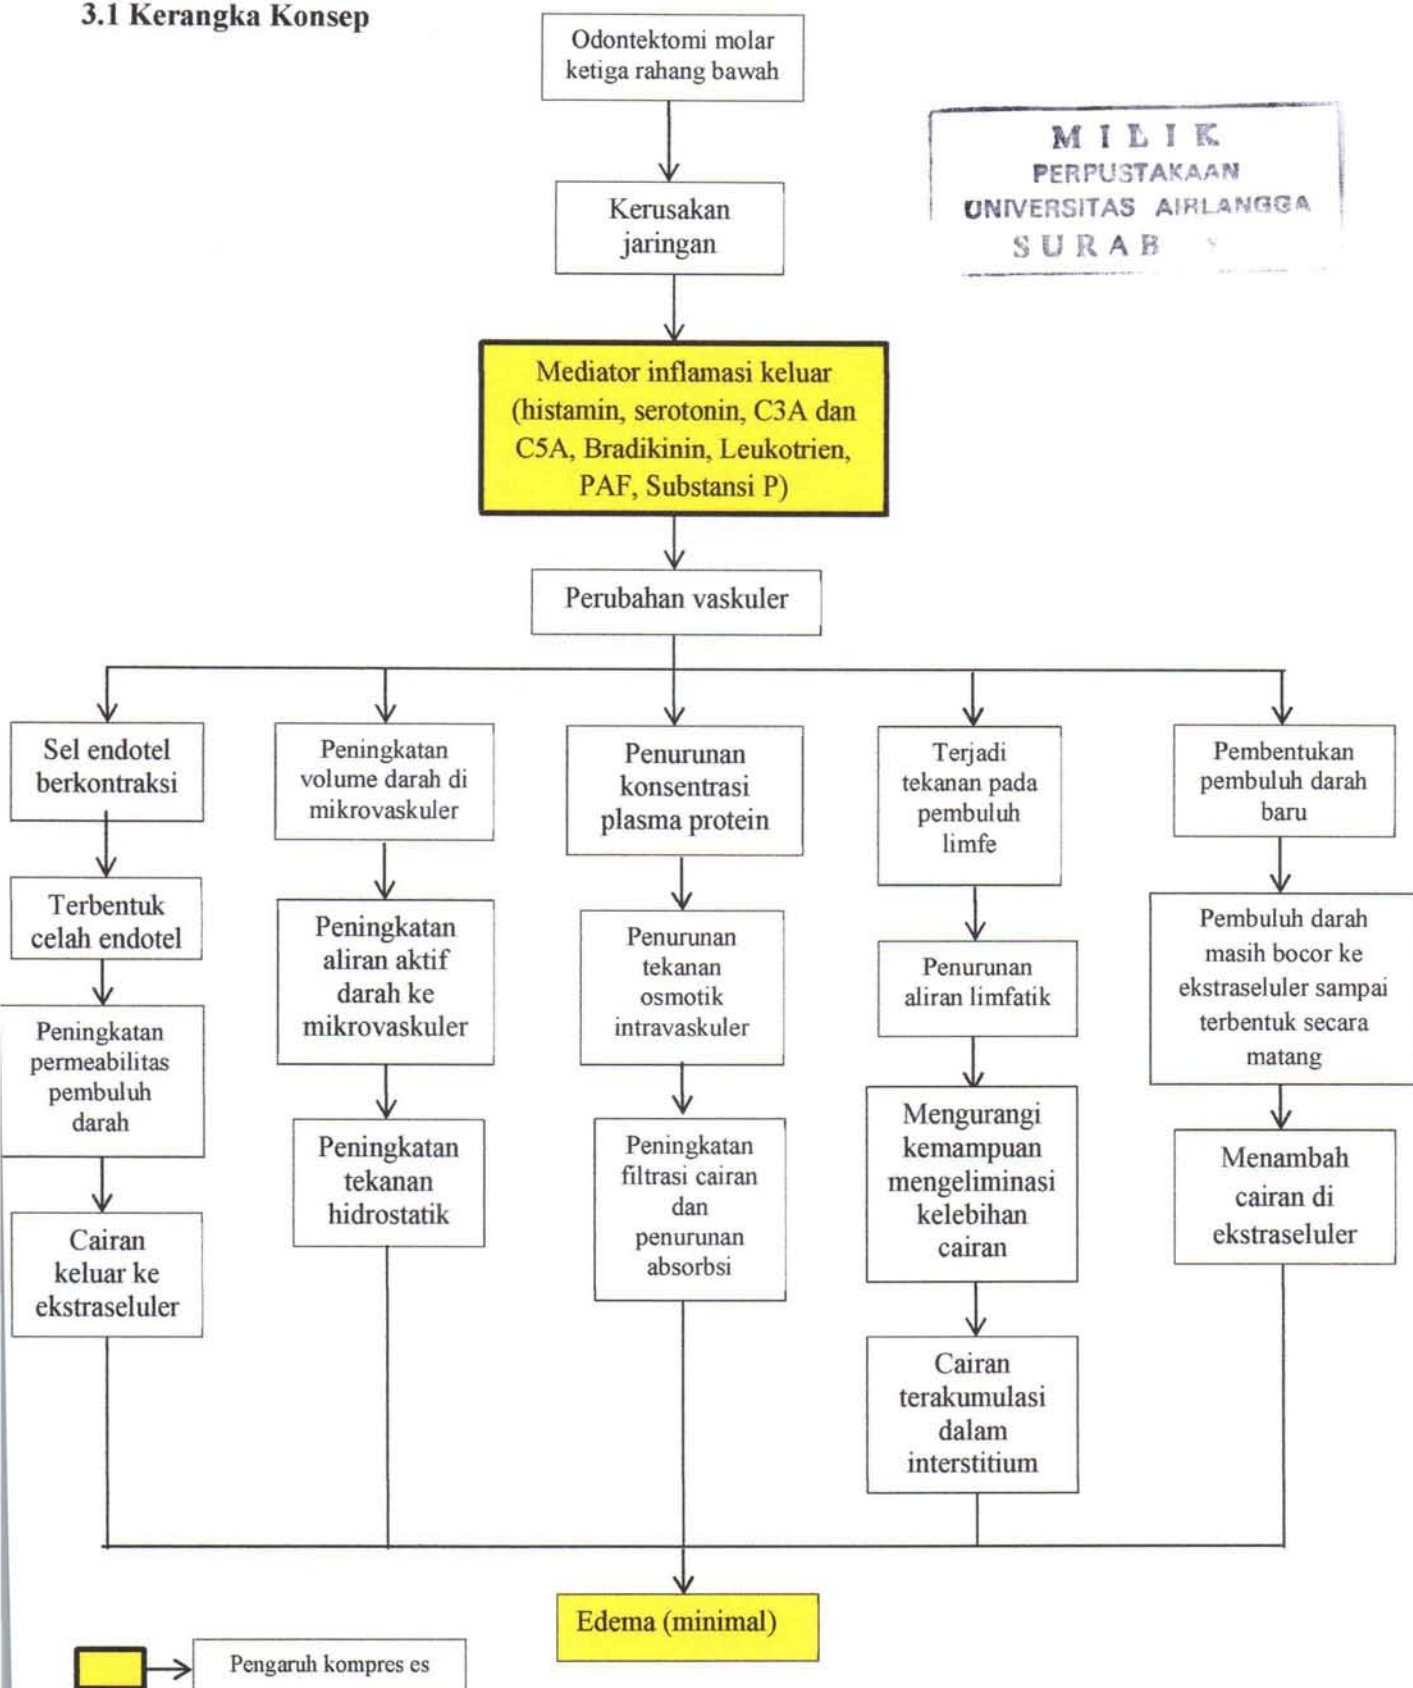 3.1 Kerangka Konsep
Odontektomi molar
ketiga rahang bawah
MILIK
PERPUSTAKAAN
UNIVERSITAS AIRLANGGA
SURAB
Kerusakan
jaringan
Mediator inflamasi keluar
(histamin, serotonin, C3A dan
C5A, Bradikinin, Leukotrien,
PAF, Substansi P)
Perubahan vaskuler
Sel endotel
berkontraksi
Terbentuk
celah endotel
Peningkatan
permeabilitas
pembuluh
darah
Cairan
keluar ke
ekstraseluler
Peningkatan
volume darah di
mikrovaskuler
Peningkatan
aliran aktif
darah ke
mikrovaskuler
Peningkatan
tekanan
hidrostatik
Penurunan
konsentrasi
plasma protein
Penurunan
tekanan
osmotik
intravaskuler
Peningkatan
filtrasi cairan
dan
penurunan
absorbsi
Terjadi
tekanan pada
pembuluh
limfe
Penurunan
aliran limfatik
Mengurangi
kemampuan
mengeliminasi
kelebihan
cairan
Cairan
terakumulasi
dalam
interstitium
Pembentukan
pembuluh darah
baru
Pembuluh darah
masih bocor ke
ekstraseluler sampai
terbentuk secara
matang
Menambah
cairan di
ekstraseluler
Edema (minimal)
Pengaruh kompres es